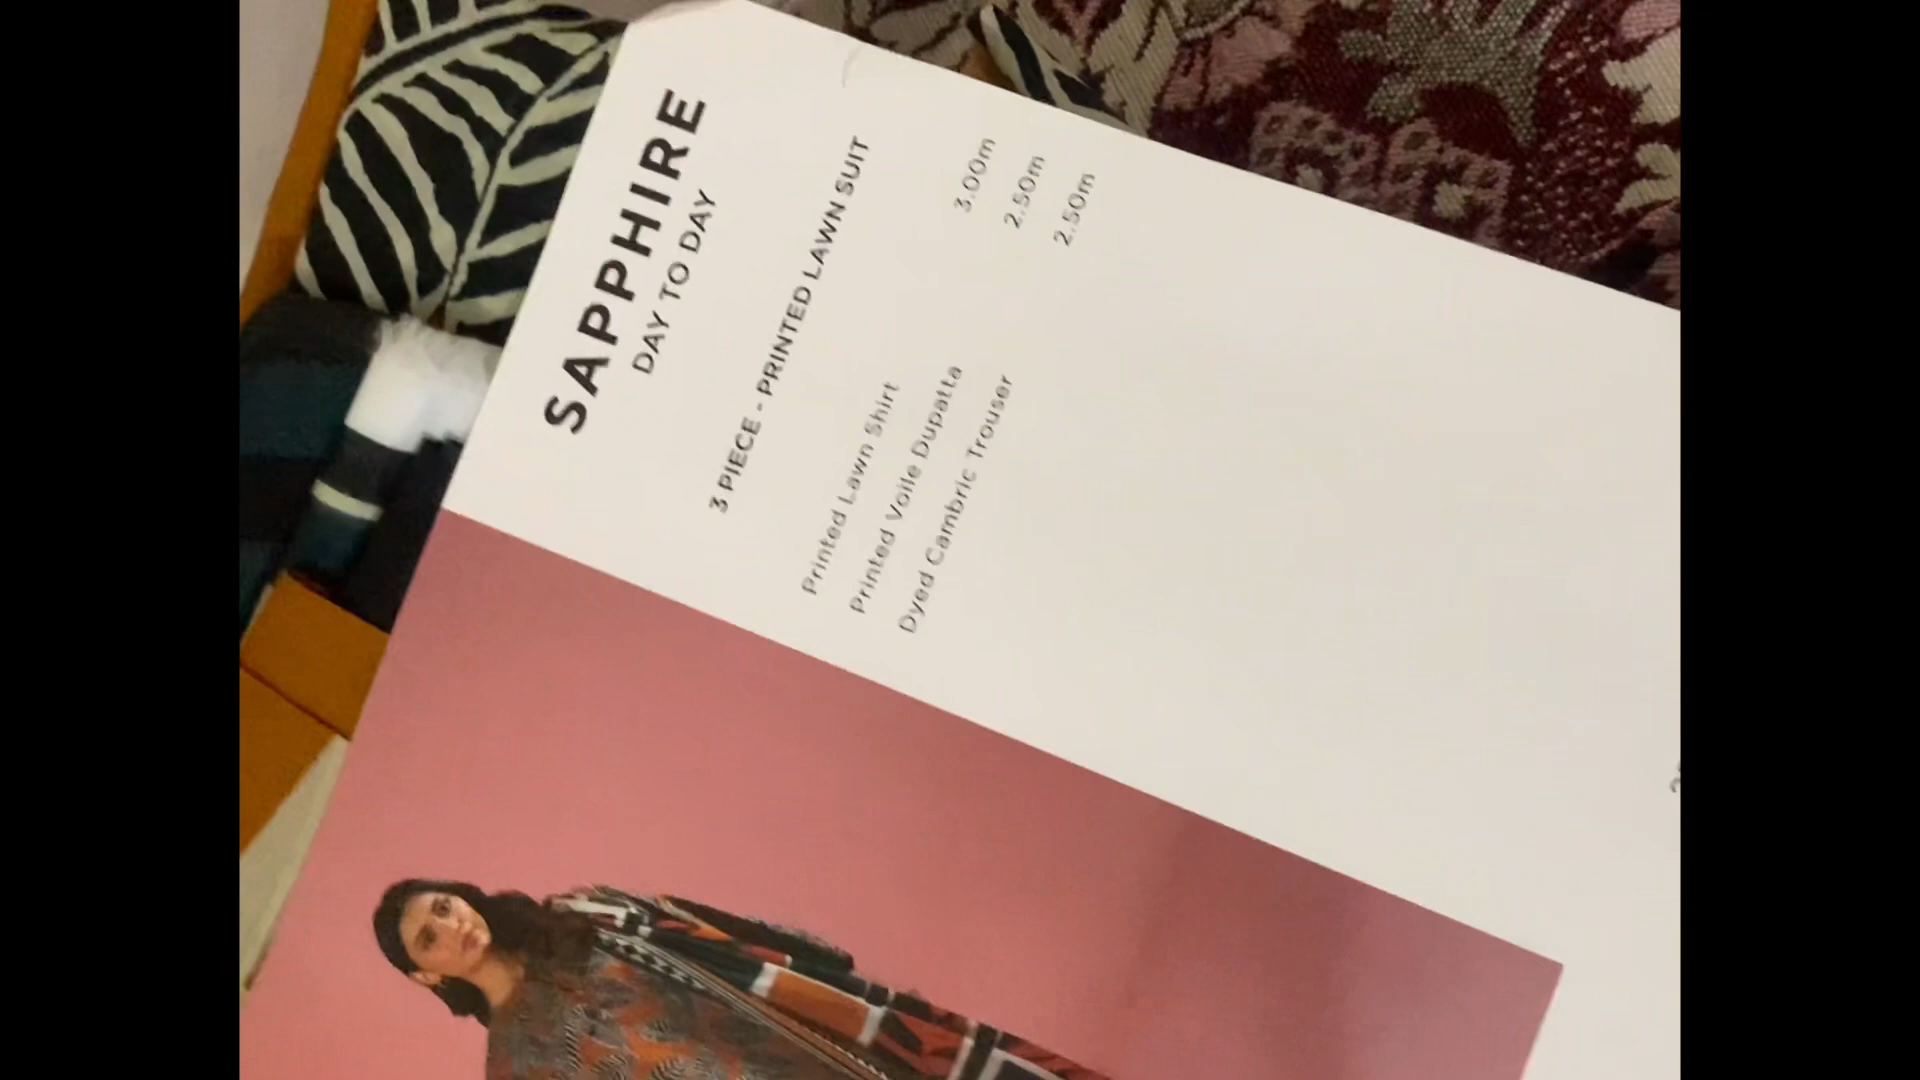 SAPPHIRE
DAY TO DAY
3 PIECE - PRINTED LAWN SUIT
Printed Lawn Shirt 3.00m
Printed Voile Dupatta 2.50m
Dyed Cambric Trouser 2.50m